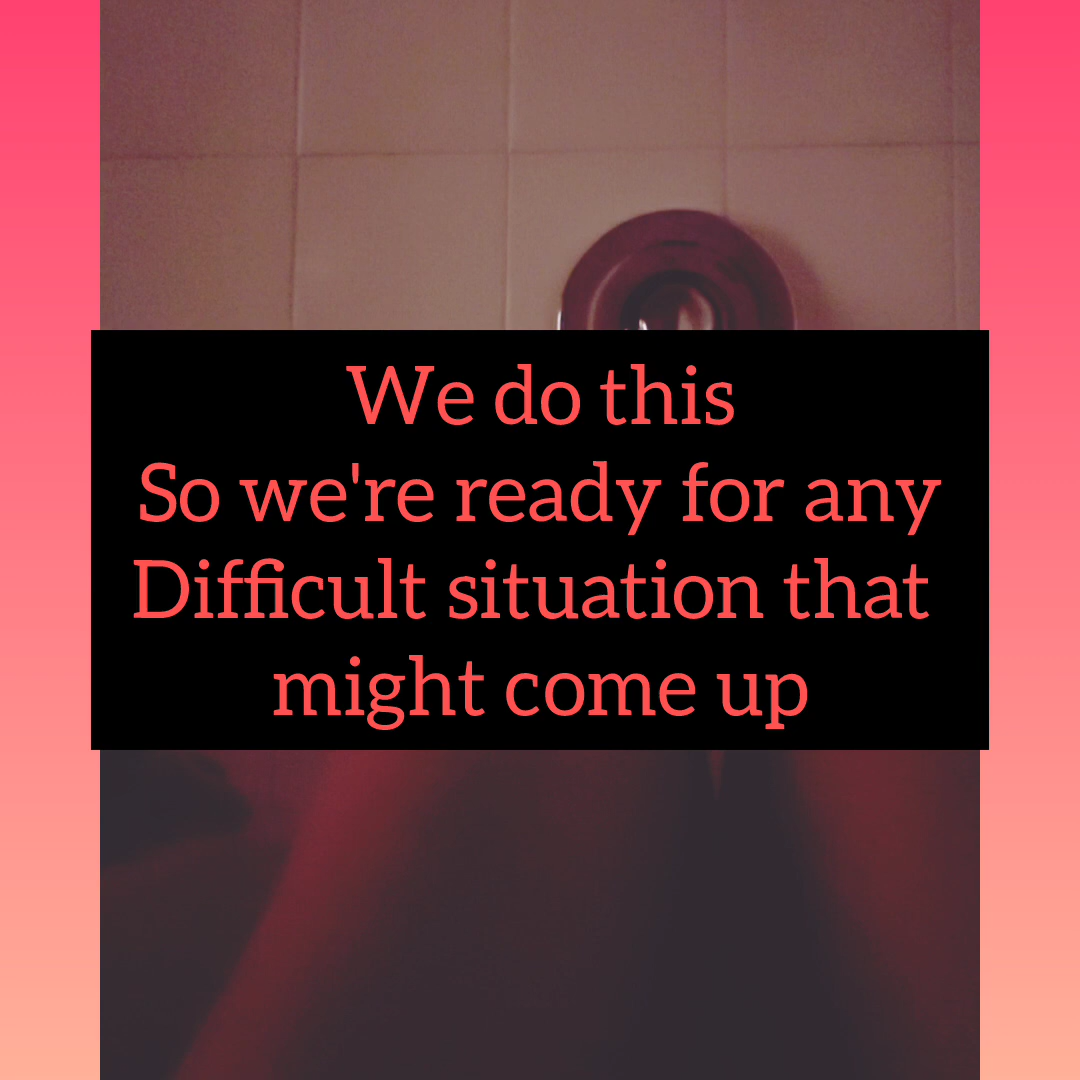 We do this
So we're ready for any
Difficult situation that
might come up